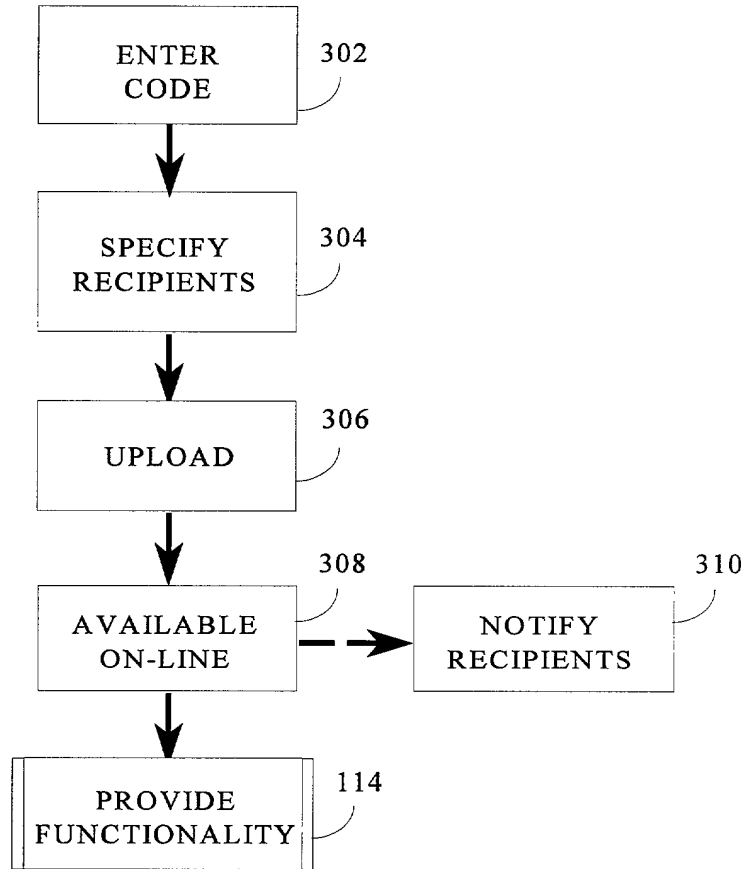 ENTER
CODE
302
SPECIFY
RECIPIENTS
304
UPLOAD
306
AVAILABLE
ON-LINE
308
NOTIFY
RECIPIENTS
310
PROVIDE
FUNCTIONALITY
114